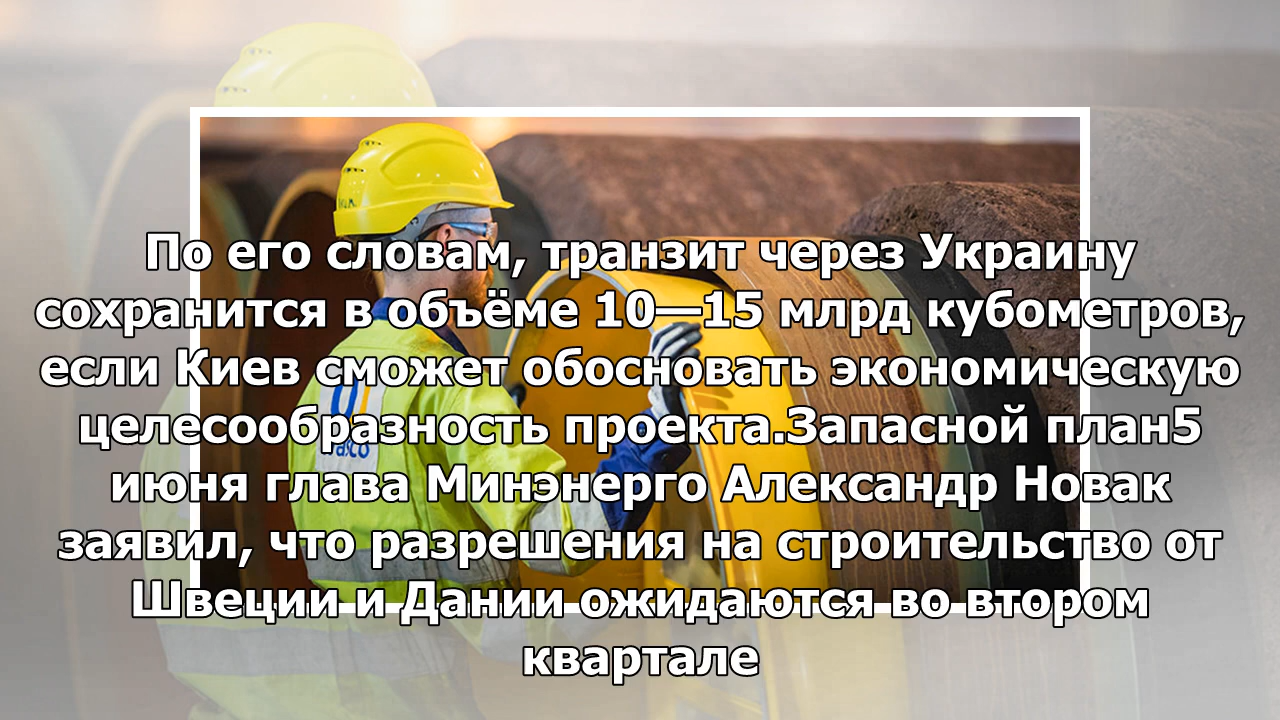 По его словам, транзит через Украину
сохранится в объёме 10—15 млрд кубометров,
если Киев сможет обосновать экономическую
целесообразность проекта.Запасной план5
июня глава Минэнерго Александр Новак
заявил, что разрешения на строительство от
Швеции и Дании ожидаются во втором
квартале